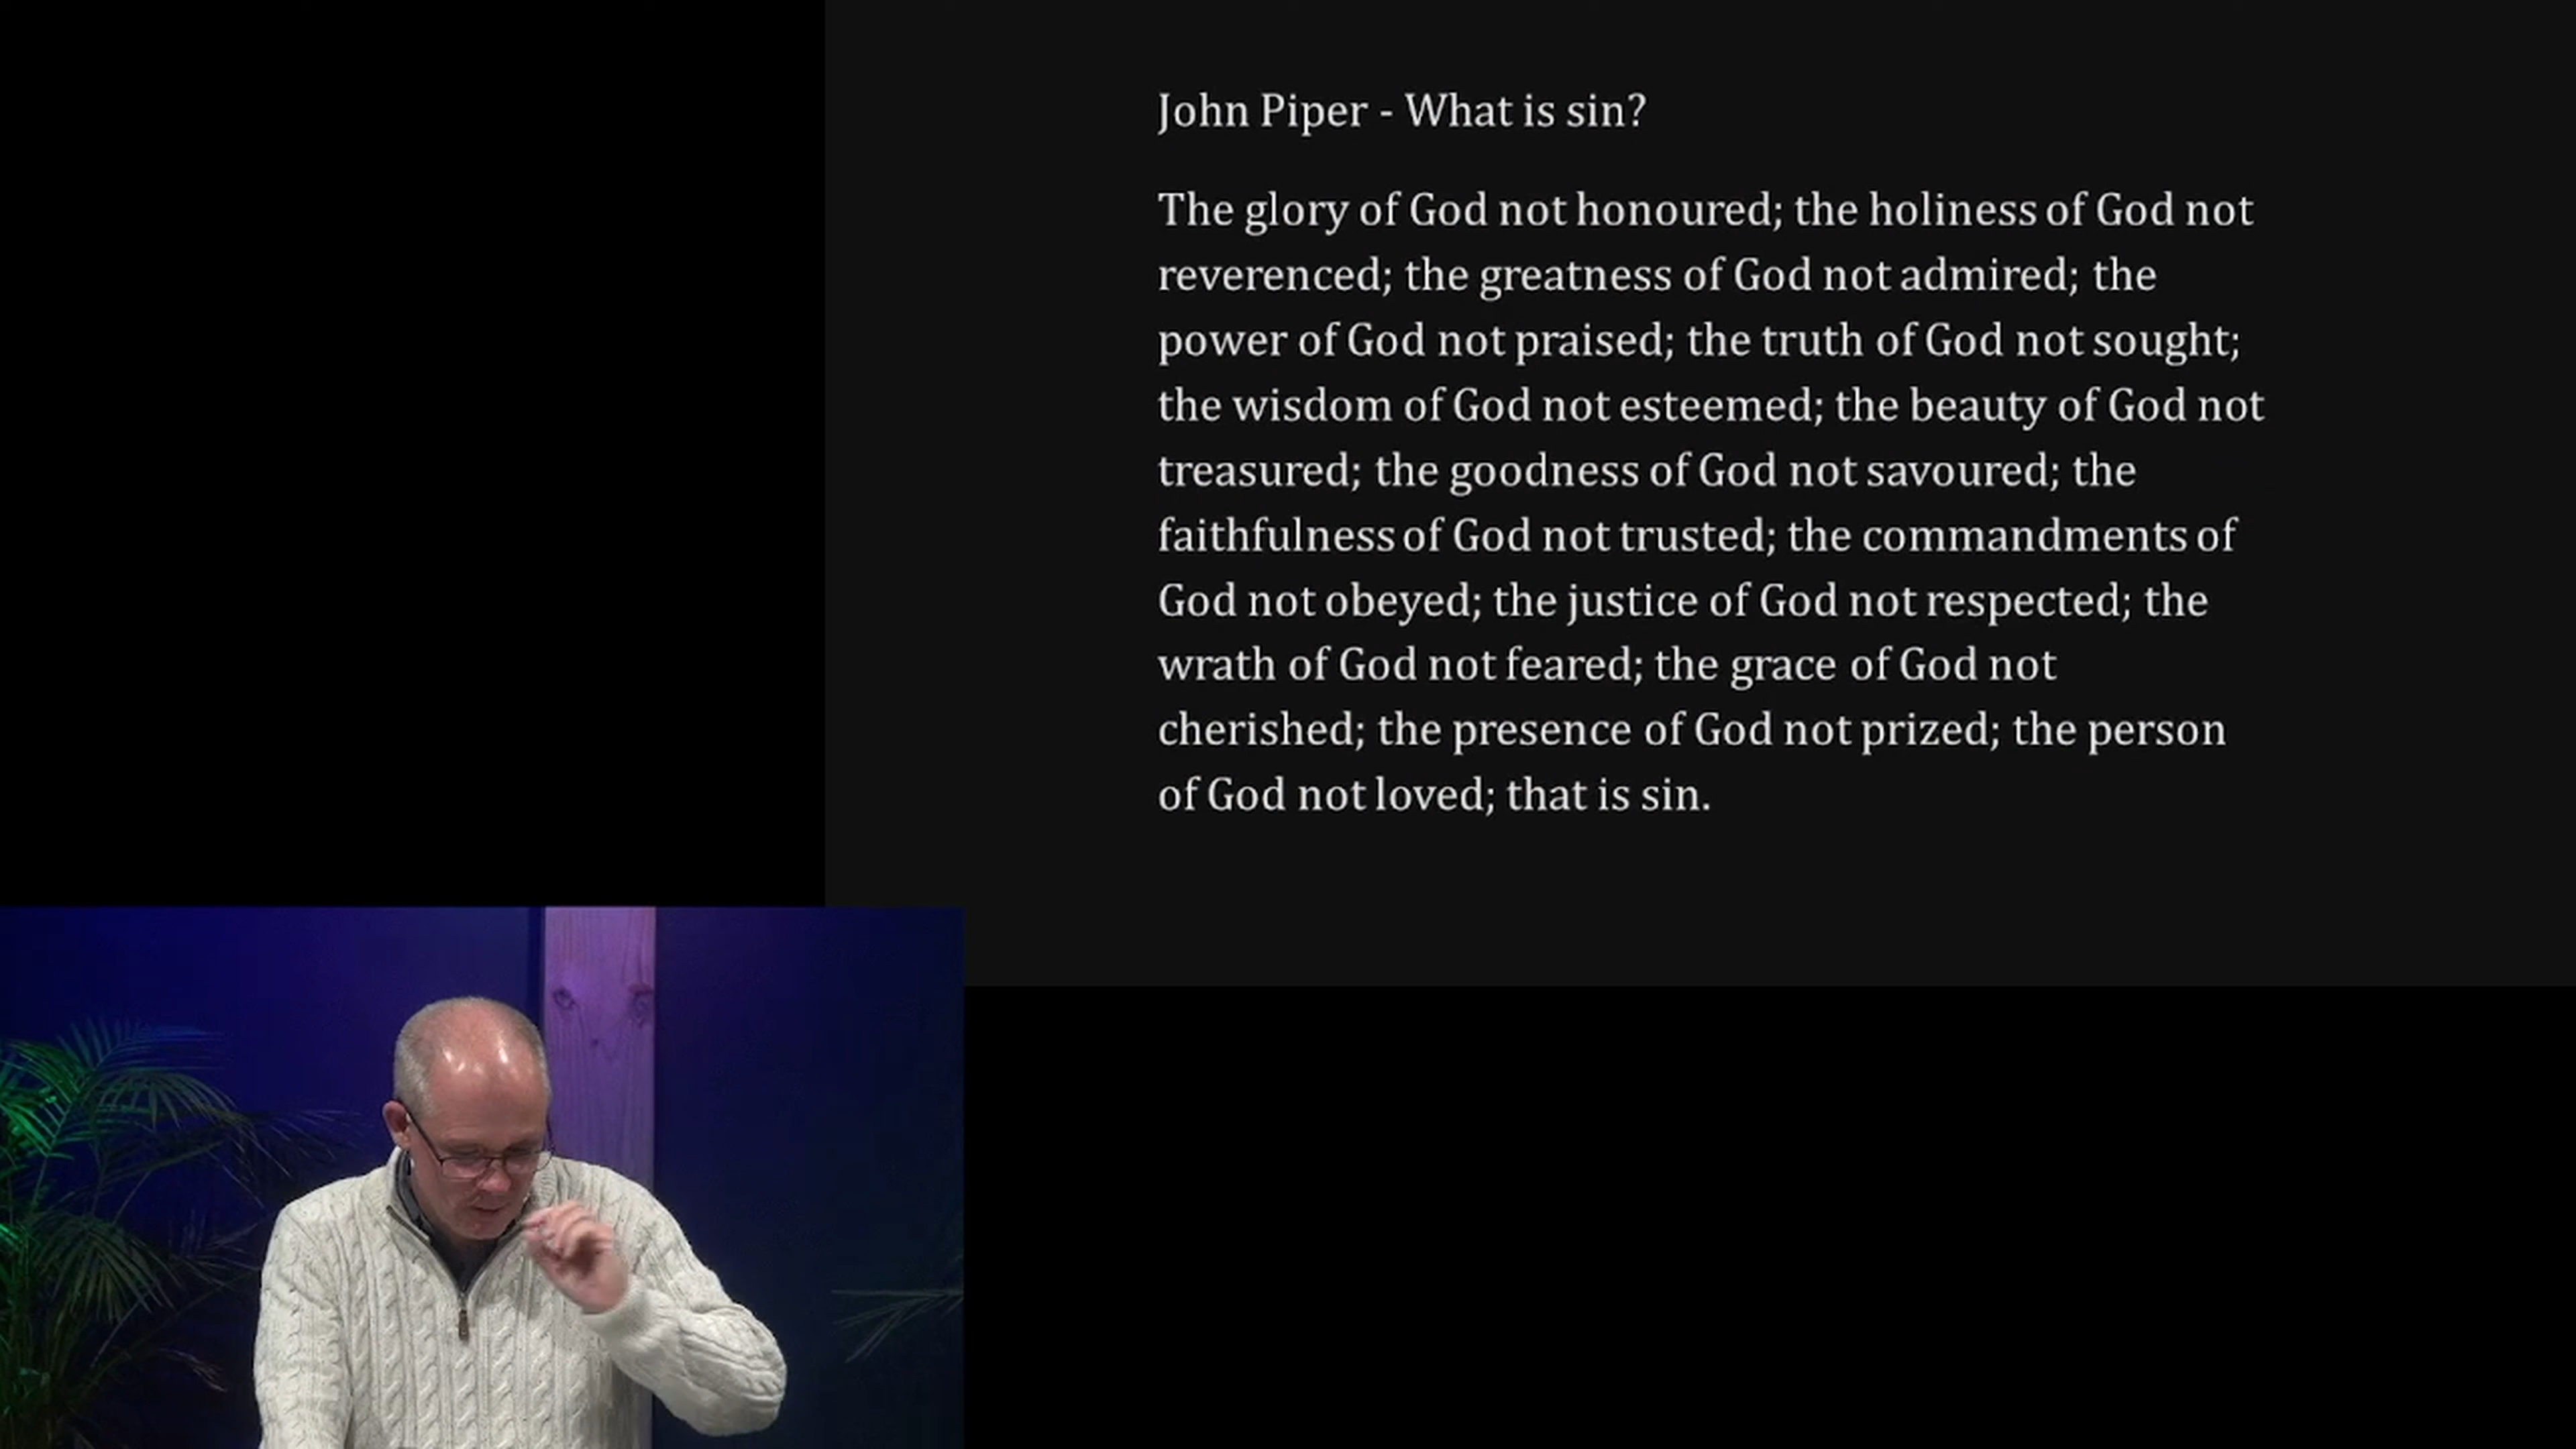 John Piper - What is sin?
The glory of God not honoured; the holiness of God not
reverenced; the greatness of God not admired; the
power of God not praised; the truth of God not sought;
the wisdom of God not esteemed; the beauty of God not
treasured; the goodness of God not savoured; the
faithfulness of God not trusted; the commandments of
God not obeyed; the justice of God not respected; the
wrath of God not feared; the grace of God not
cherished; the presence of God not prized; the person
of God not loved; that is sin.